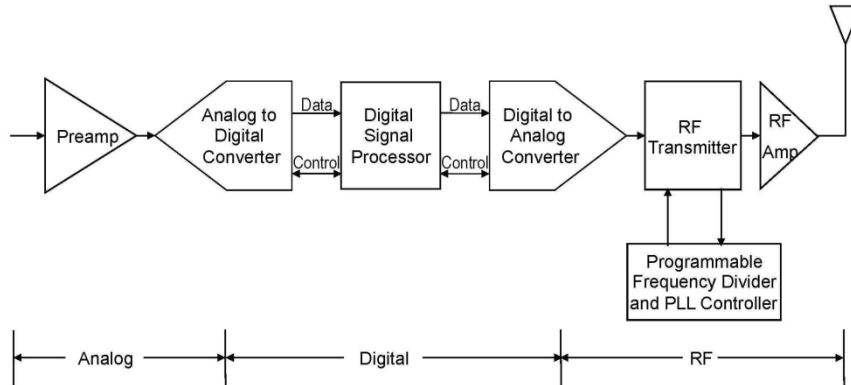 Preamp
Analog to
Digital
Converter
Data
Control
Digital
Signal
Processor
Data
Control
Digital to
Analog
Converter
RF
Transmitter
RF
Amp
Programmable
Frequency Divider
and PLL Controller
Analog
Digital
RF